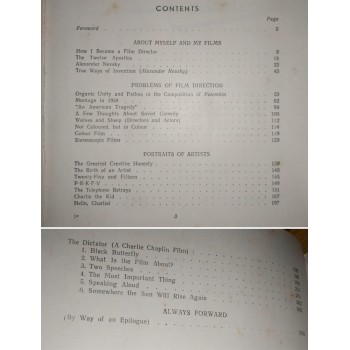 CONTENTS
Page
Foreword
ABOUT MYSELF AND MY FILMS
How I Became a Film Director
The Twelve Apostles
Alexander Nevsky
True Ways of Invention (Alexander Nevsky)
PROBLEMS OF FILM DIRECTION
Organic Unity and Pathos in the Composition of Potemkin
Montage in 1938
"An American Tragedy"
A Few Thoughts About Soviet Comedy
Wolves and Sheep (Directors and Actors)
Not Coloured, but in Colour
Colour Film
Stereoscopic Films
PORTRAITS OF ARTISTS
The Greatest Creative Honesty
The Birth of an Artist
Twenty-Five and Fifteen
P-R-K-F-V
The Telephone Betrays
Charlie the Kid
Hello, Charlie!
The Dictator (A Charlie Chaplin Film)
1. Black Butterfly
2. What Is the Film About?
3. Two Speeches
4. The Most Important Thing
5. Speaking Aloud
6. Somewhere the Sun Will Rise Again
ALWAYS FORWARD
(By Way of an Epilogue)